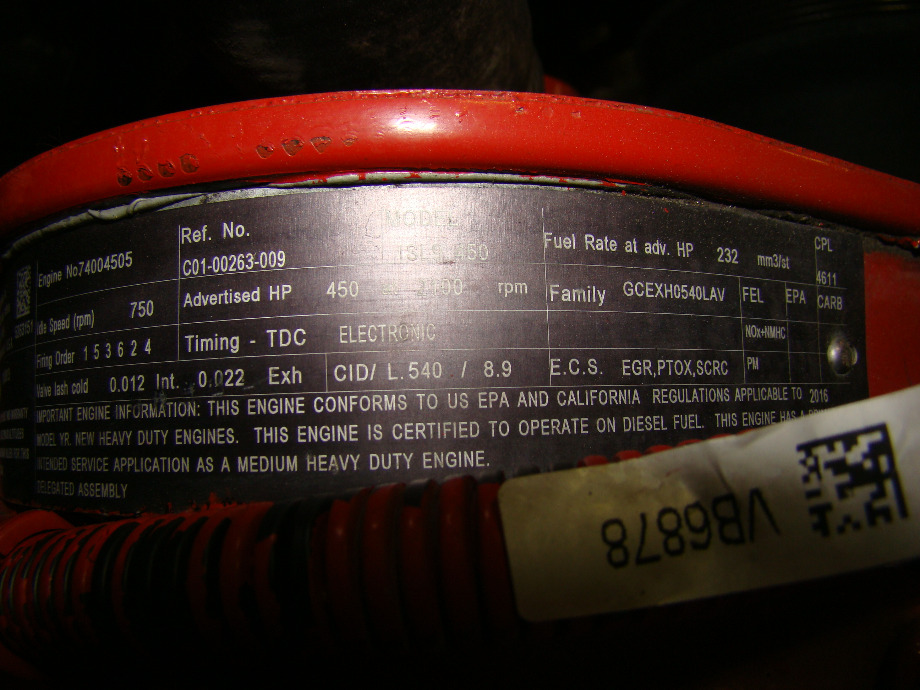 Engine No74004505
Ref. No.
C01-00263-009
MODEL
450
Fuel Rate at adv. HP 232 mm3/st
CPL
4611
Idle Speed (rpm) 750
Advertised HP 450 rpm
Family GCEXH0540LAV
FEL
EPA
CARB
Firing Order 1 5 3 6 2 4
Timing - TDC ELECTRONIC
NOx+NMHC
Valve lash cold 0.012 Int. 0.022 Exh
CID/ L.540 / 8.9
E.C.S. EGR,PTOX,SCRC
PM
IMPORTANT ENGINE INFORMATION: THIS ENGINE CONFORMS TO US EPA AND CALIFORNIA REGULATIONS APPLICABLE TO 2016
MODEL YR. NEW HEAVY DUTY ENGINES. THIS ENGINE IS CERTIFIED TO OPERATE ON DIESEL FUEL. THIS ENGINE HAS A
INTENDED SERVICE APPLICATION AS A MEDIUM HEAVY DUTY ENGINE.
DELEGATED ASSEMBLY
VB6878